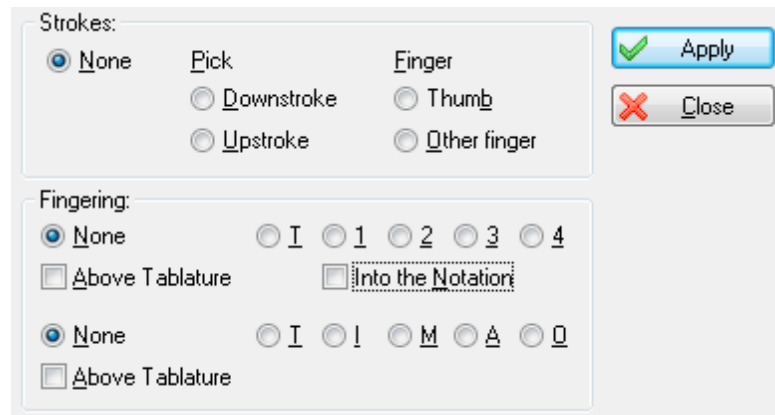 Strokes:
None Pick Finger Apply
Downstroke Thumb Close
Upstroke Other finger
Fingering:
None T 1 2 3 4
Above Tablature Into the Notation
None T I M A O
Above Tablature